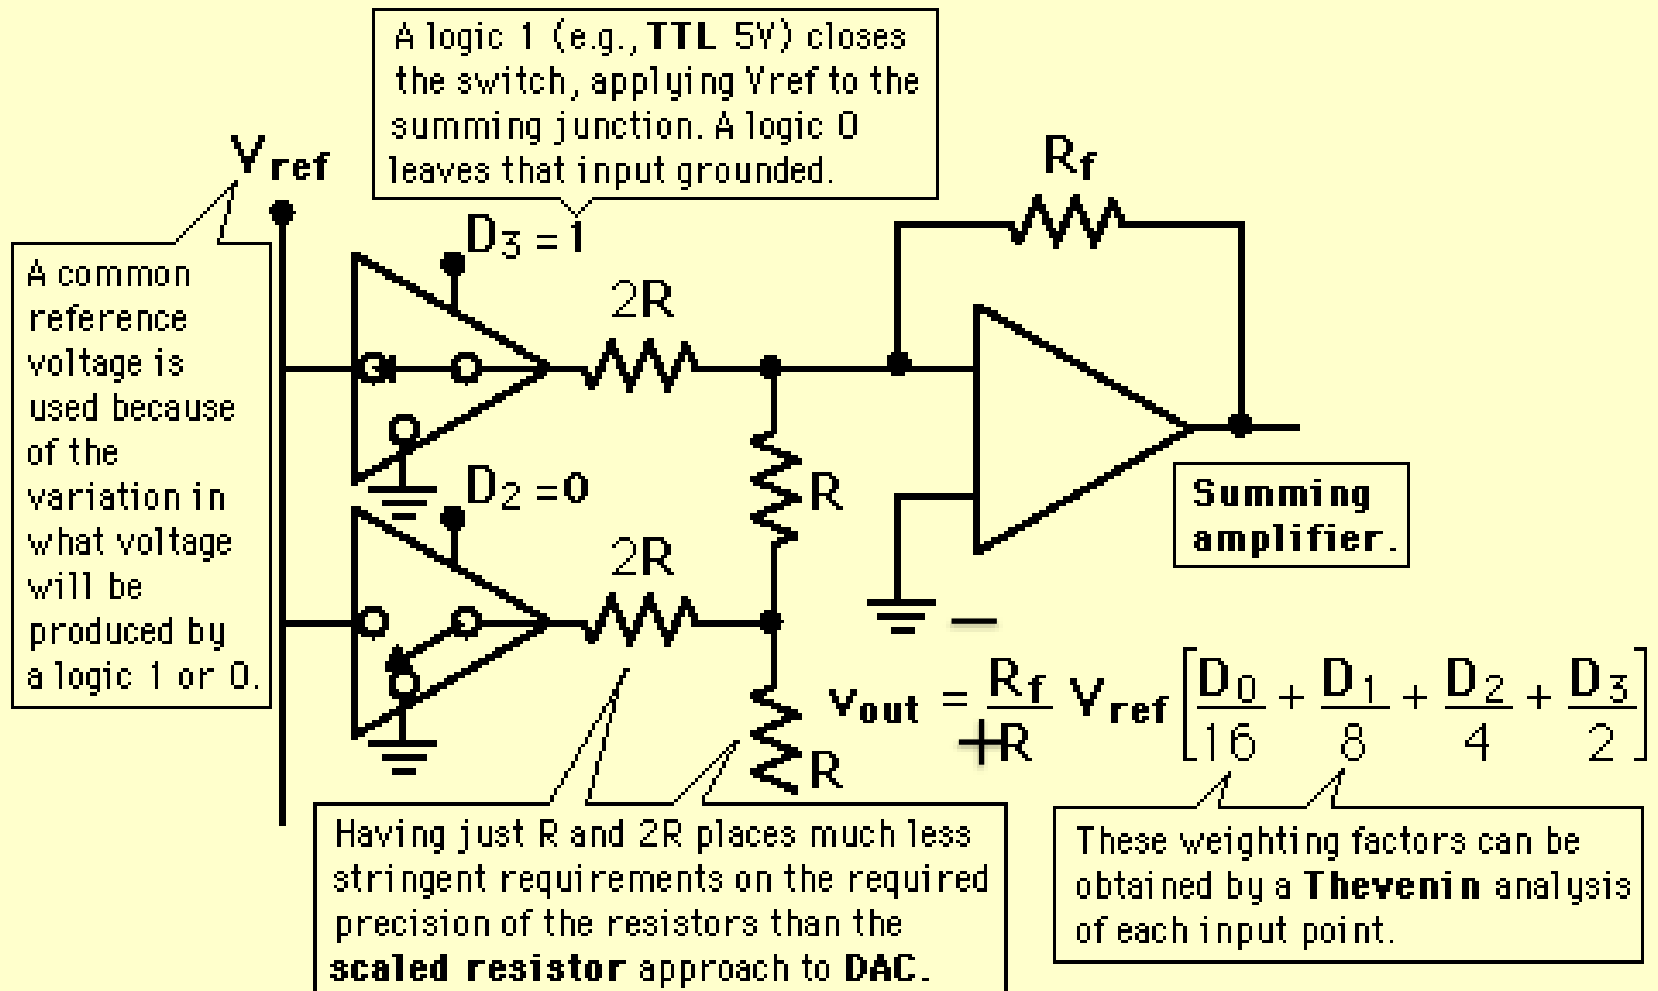 A logic 1 (e.g., TTL 5V) closes
the switch, applying Vref to the
summing junction. A logic 0
leaves that input grounded.
Vref
Rf
D3 = 1
A common
reference
voltage is
used because
of the
variation in
what voltage
will be
produced by
a logic 1 or 0.
2R
R
D2 = 0
2R
R
Summing
amplifier.
−
+
vout = Rf/R Vref [D0/16 + D1/8 + D2/4 + D3/2]
Having just R and 2R places much less
stringent requirements on the required
precision of the resistors than the
scaled resistor approach to DAC.
These weighting factors can be
obtained by a Thevenin analysis
of each input point.